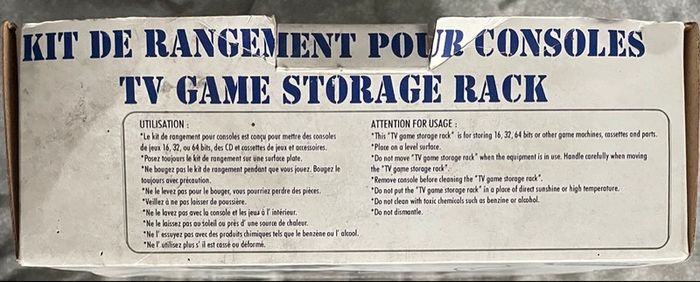 KIT DE RANGEMENT POUR CONSOLES
TV GAME STORAGE RACK
UTILISATION :
*Le kit de rangement pour consoles est conçu pour mettre des consoles
de jeux 16, 32, ou 64 bits, des CD et cassettes de jeux et accessoires.
*Posez toujours le kit de rangement sur une surface plate.
*Ne bougez pas le kit de rangement pendant que vous jouez. Bougez le
toujours avec précaution.
*Ne le levez pas pour le bouger, vous pourriez perdre des pièces.
*Veillez à ne pas laisser de poussière.
*Ne le lavez pas avec la console et les jeux à l' intérieur.
*Ne le laissez pas au soleil ou près d' une source de chaleur.
*Ne l' essuyez pas avec des produits chimiques tels que le benzène ou l' alcool.
*Ne l' utilisez plus s' il est cassé ou déformé.
ATTENTION FOR USAGE :
*This "TV game storage rack" is for storing 16, 32, 64 bits or other game machines, cassettes and parts.
*Place on a level surface.
*Do not move "TV game storage rack" when the equipment is in use. Handle carefully when moving
the "TV game storage rack".
*Remove console before cleaning the "TV game storage rack".
*Do not put the "TV game storage rack" in a place of direct sunshine or high temperature.
*Do not clean with toxic chemicals such as benzine or alcohol.
*Do not dismantle.